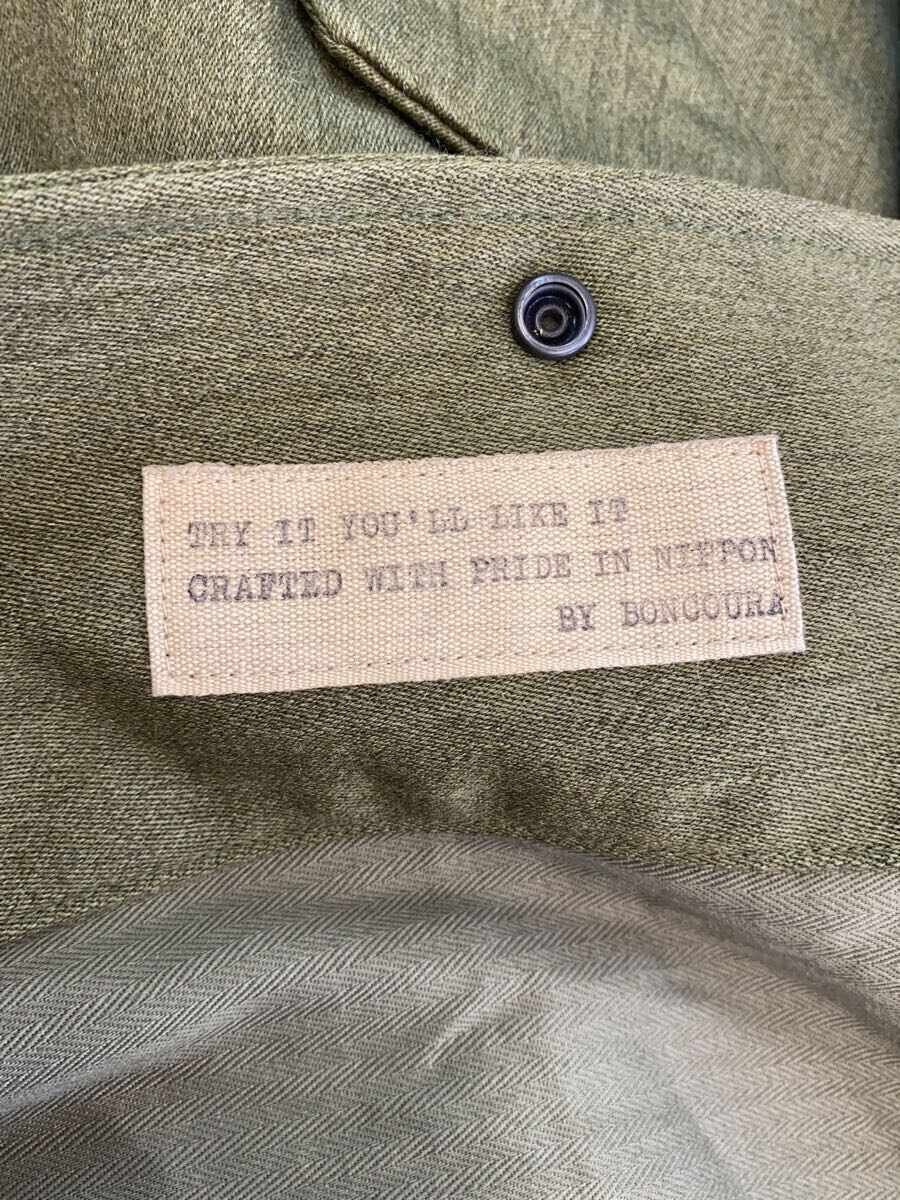 TRY IT YOU'LL LIKE IT
CRAFTED WITH PRIDE IN NIPPON
BY BONCOURA